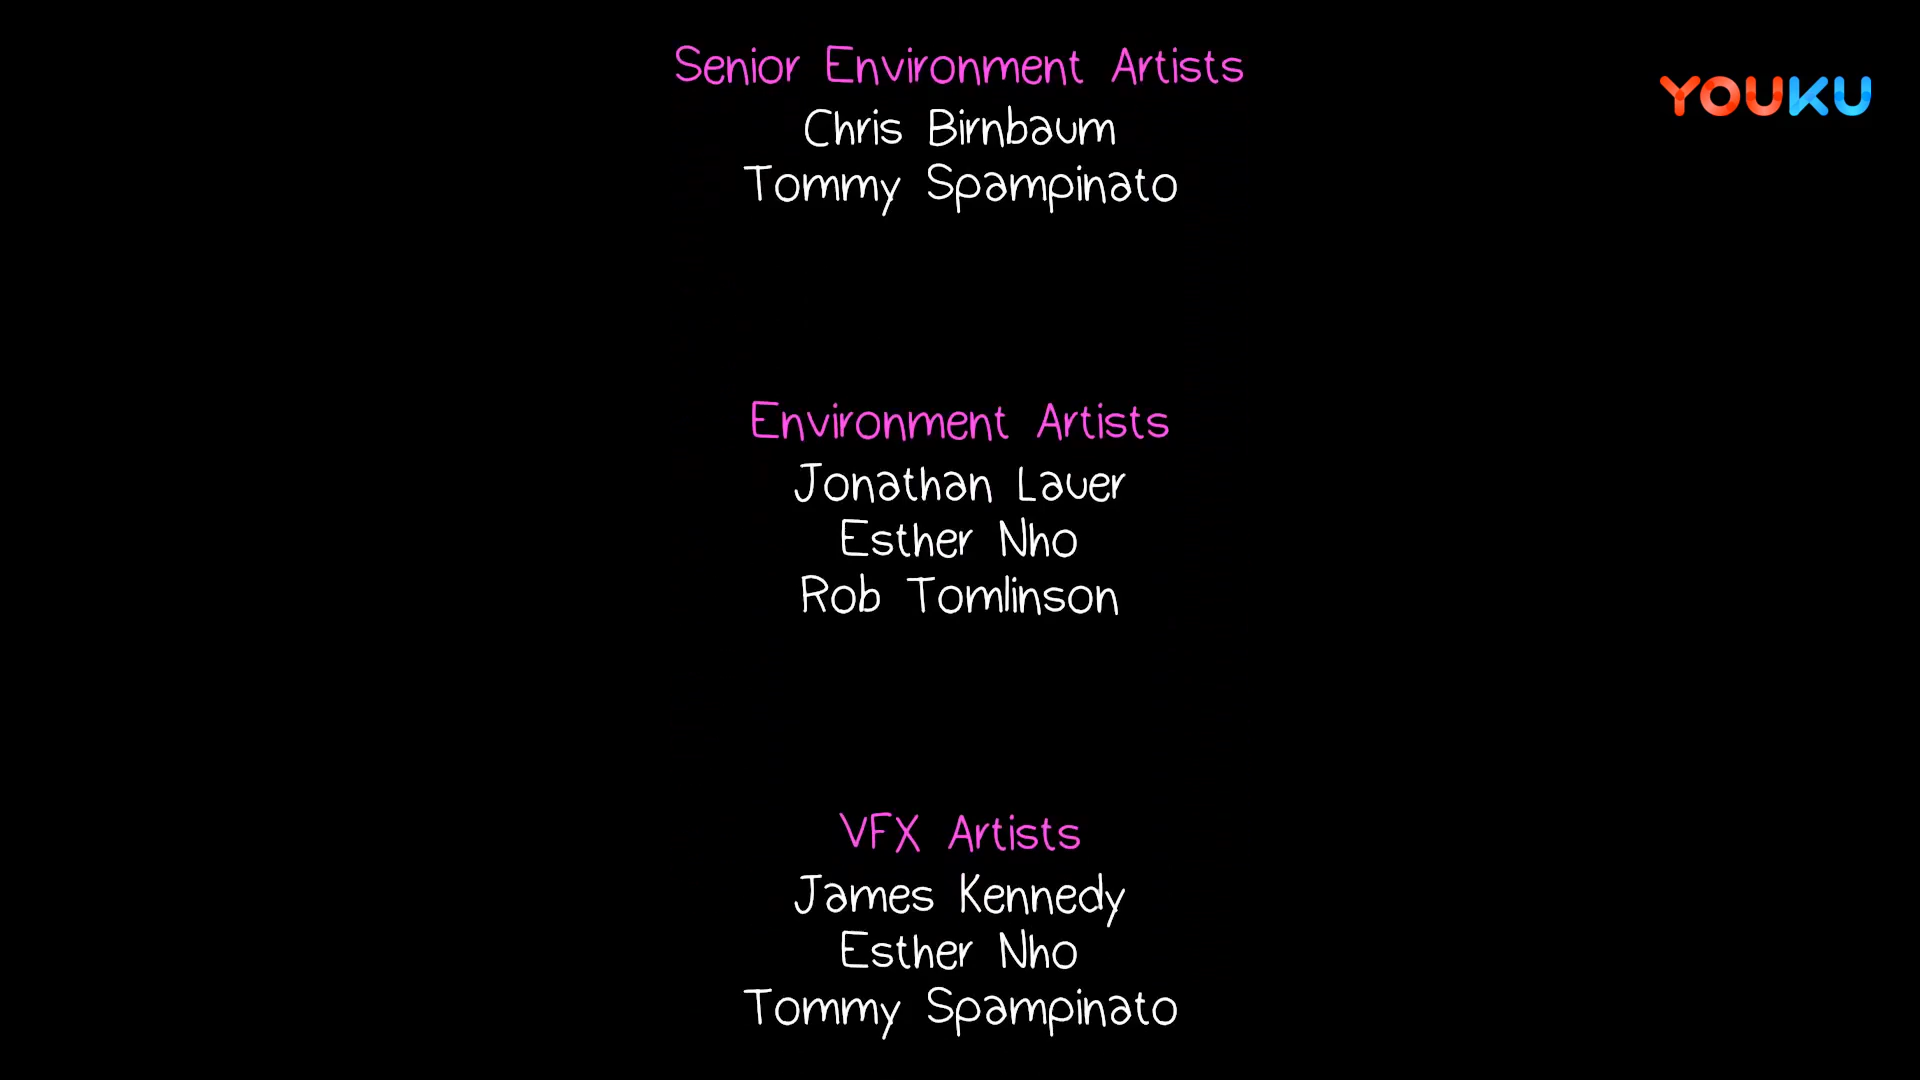 Senior Environment Artists
YOUKU
Chris Birnbaum
Tommy Spampinato
Environment Artists
Jonathan Lauer
Esther Nho
Rob Tomlinson
VFX Artists
James Kennedy
Esther Nho
Tommy Spampinato